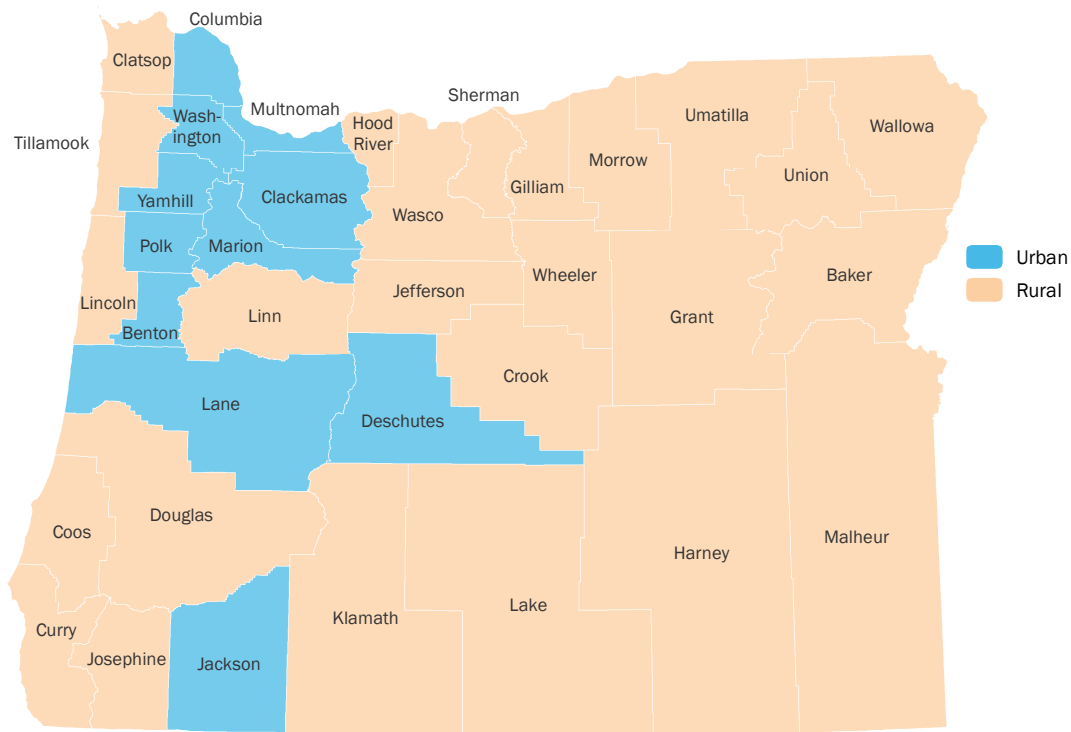 Columbia
Clatsop
Sherman
Multnomah
Wash-
ington
Hood
River
Tillamook
Umatilla
Wallowa
Morrow
Union
Gilliam
Yamhill
Clackamas
Wasco
Polk
Marion
Wheeler
Baker
Urban
Rural
Jefferson
Lincoln
Linn
Grant
Benton
Crook
Lane
Deschutes
Douglas
Coos
Harney
Malheur
Lake
Klamath
Curry
Josephine
Jackson